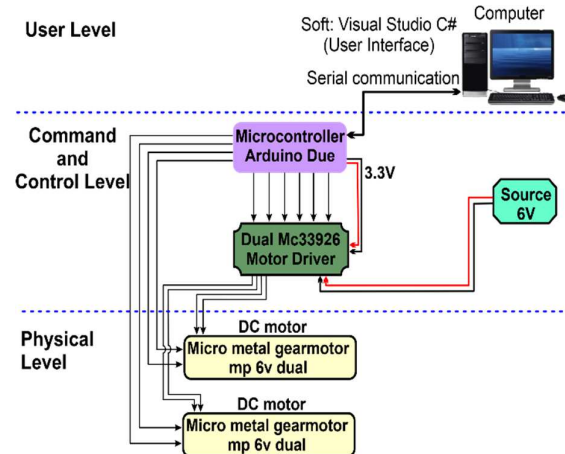 User Level
Soft: Visual Studio C#
(User Interface)
Computer
Serial communication
Command
and
Control Level
Microcontroller
Arduino Due
3.3V
Source
6V
Dual Mc33926
Motor Driver
Physical
Level
DC motor
Micro metal gearmotor
mp 6v dual
DC motor
Micro metal gearmotor
mp 6v dual